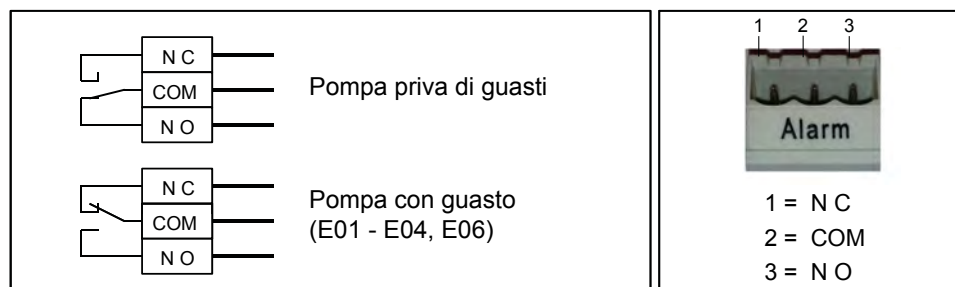 N C
COM
N O
Pompa priva di guasti
N C
COM
N O
Pompa con guasto
(E01 - E04, E06)
1 2 3
Alarm
1 = N C
2 = COM
3 = N O